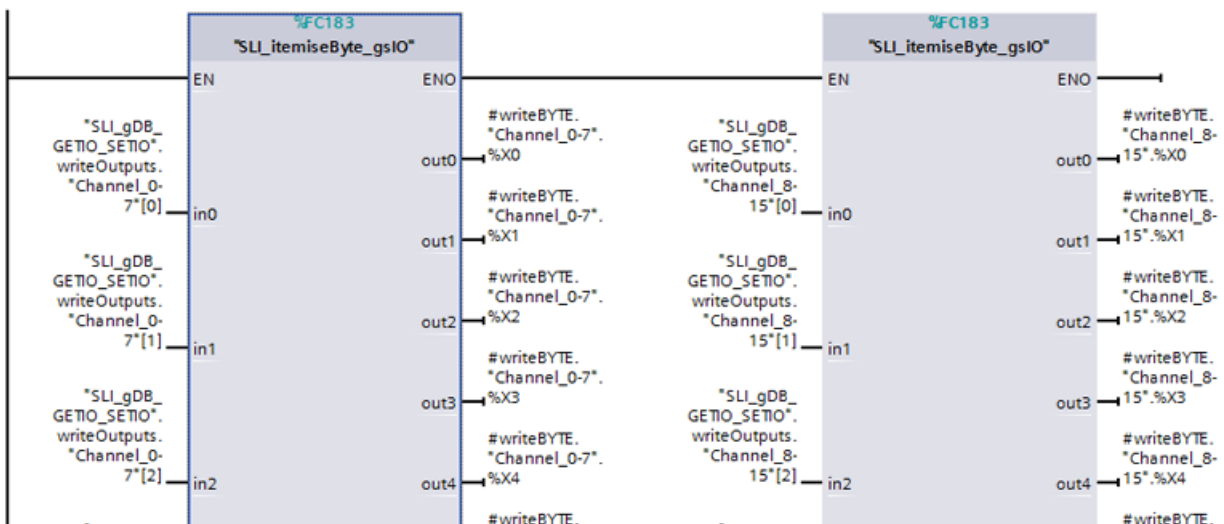 %FC183
"SLI_itemiseByte_gsIO"
EN
ENO
"SLI_gDB_
GETIO_SETIO".
writeOutputs.
"Channel_0-
7"[0]
in0
"SLI_gDB_
GETIO_SETIO".
writeOutputs.
"Channel_0-
7"[1]
in1
"SLI_gDB_
GETIO_SETIO".
writeOutputs.
"Channel_0-
7"[2]
in2
#writeBYTE.
"Channel_0-7".
%X0
out0
#writeBYTE.
"Channel_0-7".
%X1
out1
#writeBYTE.
"Channel_0-7".
%X2
out2
#writeBYTE.
"Channel_0-7".
%X3
out3
#writeBYTE.
"Channel_0-7".
%X4
out4
#writeBYTE.
%FC183
"SLI_itemiseByte_gsIO"
EN
ENO
"SLI_gDB_
GETIO_SETIO".
writeOutputs.
"Channel_8-
15"[0]
in0
"SLI_gDB_
GETIO_SETIO".
writeOutputs.
"Channel_8-
15"[1]
in1
"SLI_gDB_
GETIO_SETIO".
writeOutputs.
"Channel_8-
15"[2]
in2
#writeBYTE.
"Channel_8-
15".%X0
out0
#writeBYTE.
"Channel_8-
15".%X1
out1
#writeBYTE.
"Channel_8-
15".%X2
out2
#writeBYTE.
"Channel_8-
15".%X3
out3
#writeBYTE.
"Channel_8-
15".%X4
out4
#writeBYTE.